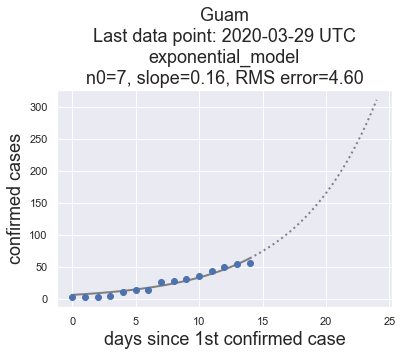 Guam
Last data point: 2020-03-29 UTC
exponential_model
n0=7, slope=0.16, RMS error=4.60
300
250
200
150
100
50
0
confirmed cases
0 5 10 15 20 25
days since 1st confirmed case